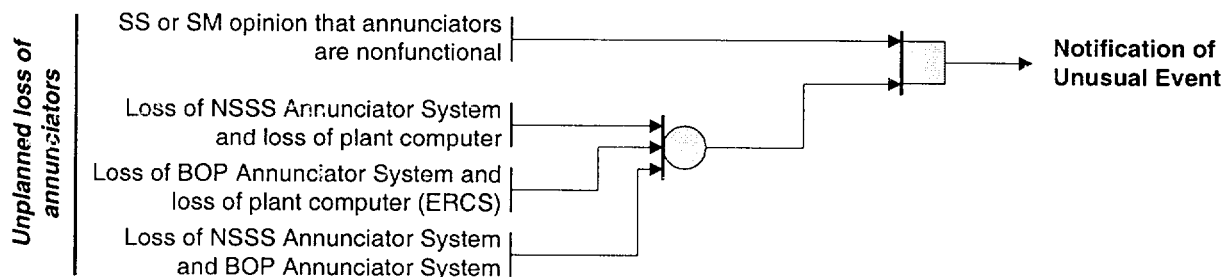 Unplanned loss of
annunciators
SS or SM opinion that annunciators
are nonfunctional
Loss of NSSS Annunciator System
and loss of plant computer
Loss of BOP Annunciator System and
loss of plant computer (ERCS)
Loss of NSSS Annunciator System
and BOP Annunciator System
Notification of
Unusual Event